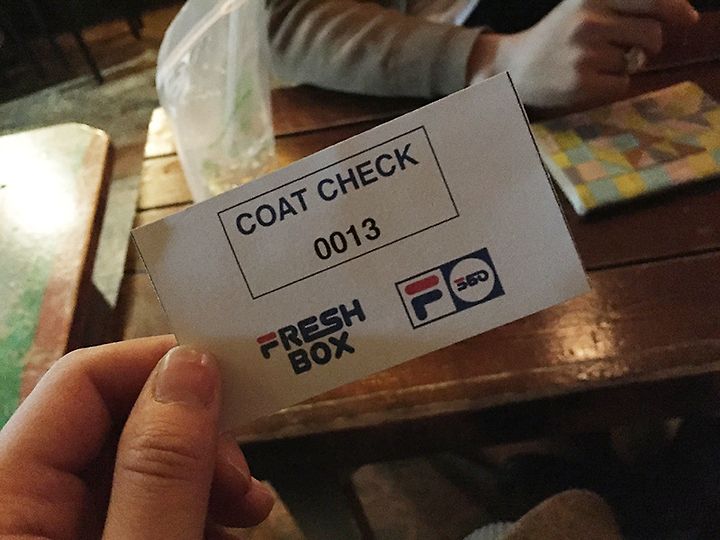 COAT CHECK
0013
FRESH
BOX
F 360